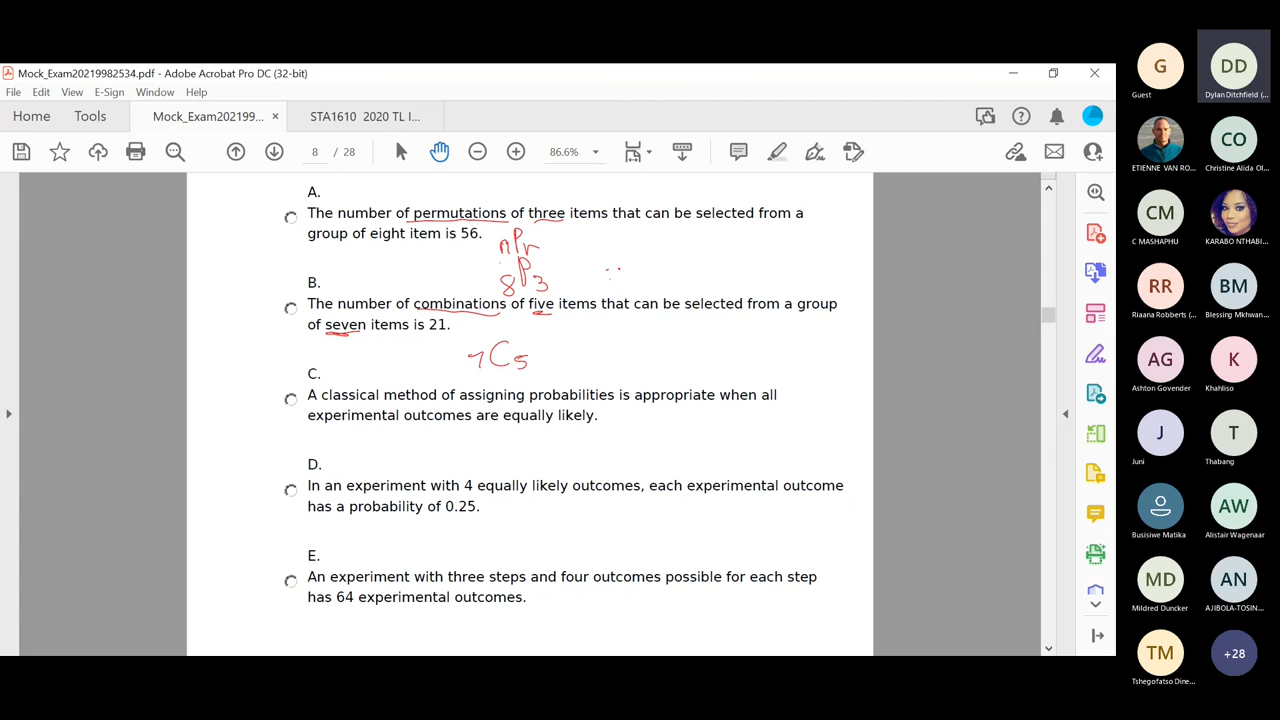 Mock_Exam20219982534.pdf - Adobe Acrobat Pro DC (32-bit)
File Edit View E-Sign Window Help
Home Tools Mock_Exam202199... × STA1610 2020 TL I...
8 / 28 86.6%
A.
The number of permutations of three items that can be selected from a
group of eight item is 56.
nPr
8P3
B.
The number of combinations of five items that can be selected from a group
of seven items is 21.
7C5
C.
A classical method of assigning probabilities is appropriate when all
experimental outcomes are equally likely.
D.
In an experiment with 4 equally likely outcomes, each experimental outcome
has a probability of 0.25.
E.
An experiment with three steps and four outcomes possible for each step
has 64 experimental outcomes.
G DD
Guest Dylan Ditchfield (...
CO
ETIENNE VAN RO... Christine Alida Ol...
CM
C MASHAPHU KARABO NTHABI...
RR BM
Riaana Robberts (... Blessing Mkhwan...
AG K
Ashton Govender Khahliso
J T
Juni Thabang
AW
Busisiwe Matika Alistair Wagenaar
MD AN
Mildred Duncker AJIBOLA-TOSIN...
TM +28
Tshegofatso Dine...